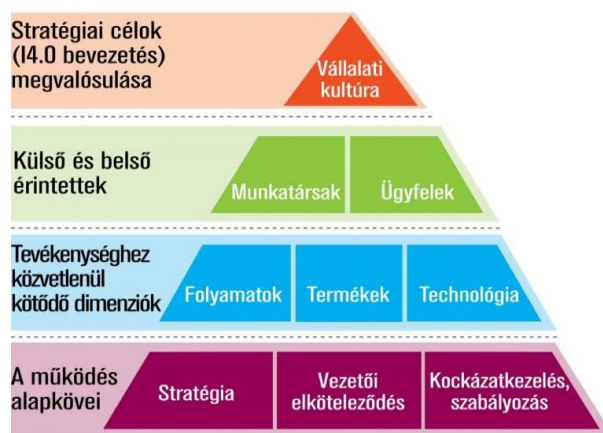 Stratégiai célok
(I4.0 bevezetés)
megvalósulása
Vállalati
kultúra
Külső és belső
érintettek
Munkatársak
Ügyfelek
Tevékenységhez
közvetlenül
kötődő dimenziók
Folyamatok
Termékek
Technológia
A működés
alapkövei
Stratégia
Vezetői
elköteleződés
Kockázatkezelés,
szabályozás